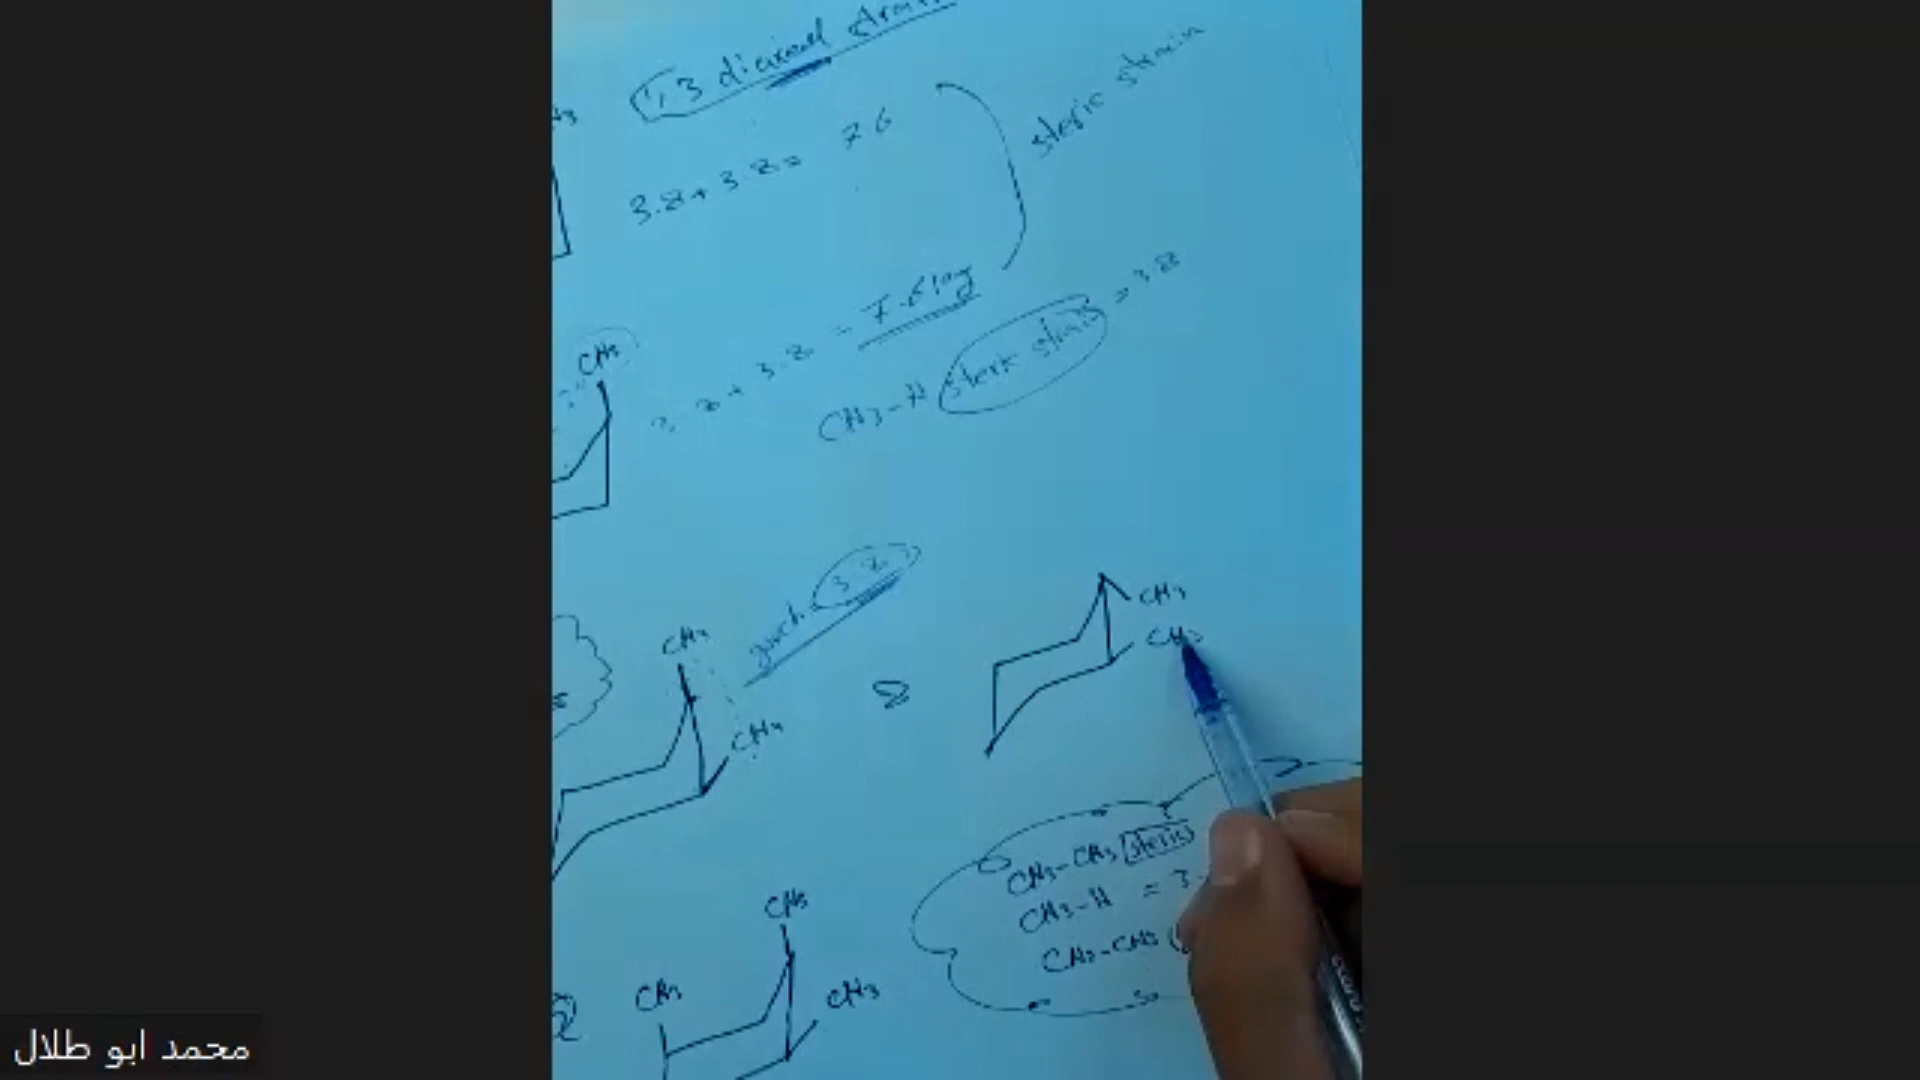 1,3 diaxial strain
steric strain
3.8+3.8= 7.6
= 7.6
CH3-H steric strain = 3.8
CH3
3.8 + 3.8
gauch 3.8
CH3
CH3
CH3
CH3
CH3-CH3 steric
CH3-H = 3.
CH3-CH3
CH3
CH3
CH3
محمد ابو طلال